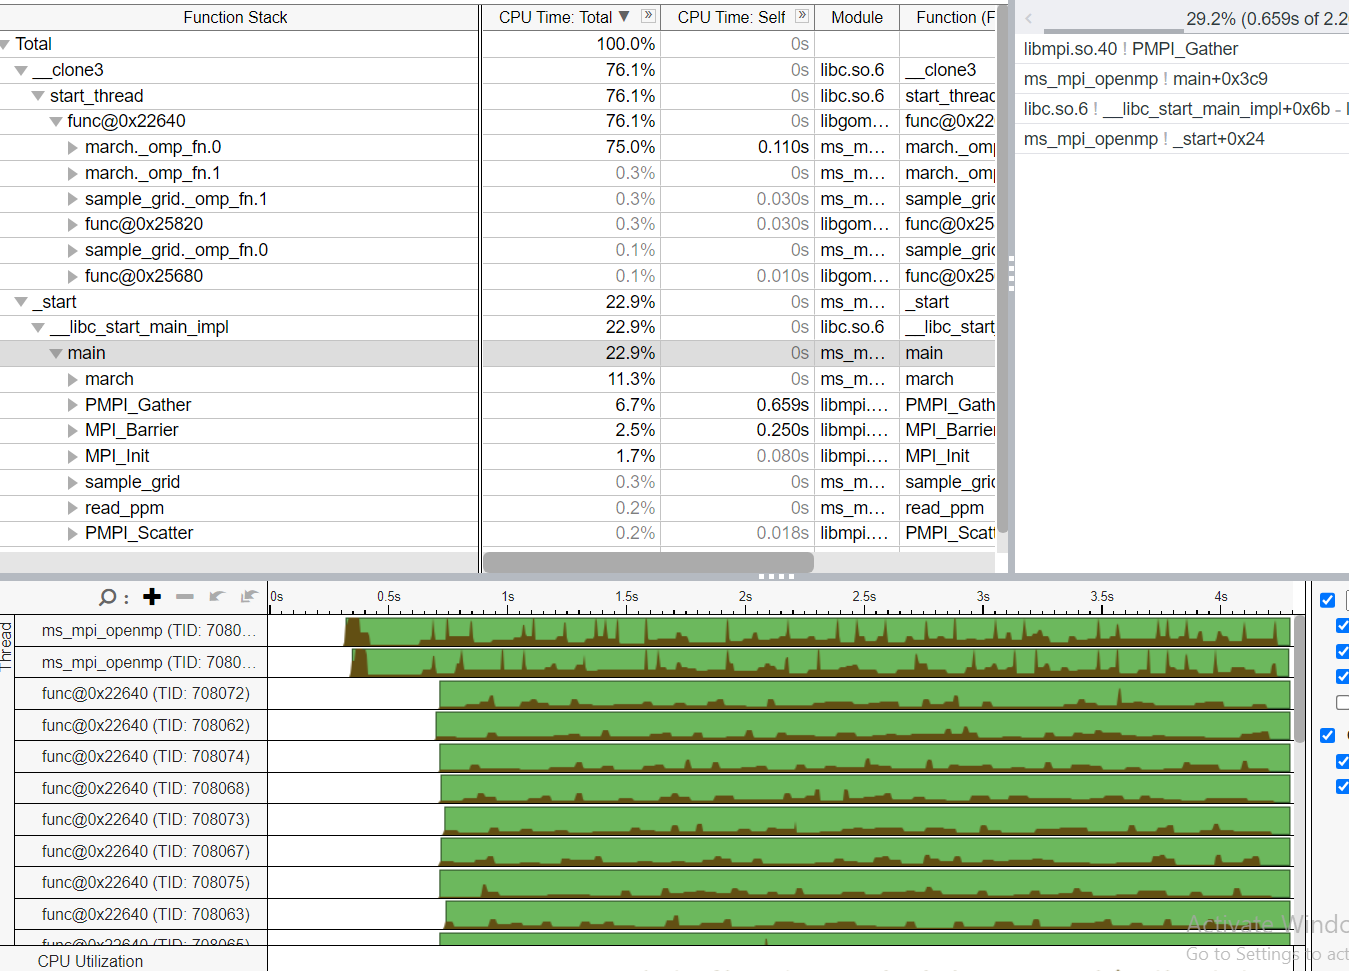 Function Stack CPU Time: Total ▼ » CPU Time: Self » Module Function (F
Total 100.0% 0s
__clone3 76.1% 0s libc.so.6 __clone3
start_thread 76.1% 0s libc.so.6 start_threac
func@0x22640 76.1% 0s libgom… func@0x22
march._omp_fn.0 75.0% 0.110s ms_m… march._omp
march._omp_fn.1 0.3% 0s ms_m… march._omp
sample_grid._omp_fn.1 0.3% 0.030s ms_m… sample_gric
func@0x25820 0.3% 0.030s libgom… func@0x25
sample_grid._omp_fn.0 0.1% 0s ms_m… sample_gric
func@0x25680 0.1% 0.010s libgom… func@0x25
_start 22.9% 0s ms_m… _start
__libc_start_main_impl 22.9% 0s libc.so.6 __libc_start
main 22.9% 0s ms_m… main
march 11.3% 0s ms_m… march
PMPI_Gather 6.7% 0.659s libmpi.… PMPI_Gath
MPI_Barrier 2.5% 0.250s libmpi.… MPI_Barrier
MPI_Init 1.7% 0.080s libmpi.… MPI_Init
sample_grid 0.3% 0s ms_m… sample_gric
read_ppm 0.2% 0s ms_m… read_ppm
PMPI_Scatter 0.2% 0.018s libmpi.… PMPI_Scatt
29.2% (0.659s of 2.2
libmpi.so.40 ! PMPI_Gather
ms_mpi_openmp ! main+0x3c9
libc.so.6 ! __libc_start_main_impl+0x6b -
ms_mpi_openmp ! _start+0x24
0s 0.5s 1s 1.5s 2s 2.5s 3s 3.5s 4s
Thread
ms_mpi_openmp (TID: 7080…
ms_mpi_openmp (TID: 7080…
func@0x22640 (TID: 708072)
func@0x22640 (TID: 708062)
func@0x22640 (TID: 708074)
func@0x22640 (TID: 708068)
func@0x22640 (TID: 708073)
func@0x22640 (TID: 708067)
func@0x22640 (TID: 708075)
func@0x22640 (TID: 708063)
func@0x22640 (TID: 708065)
CPU Utilization
Activate Windo
Go to Settings to act